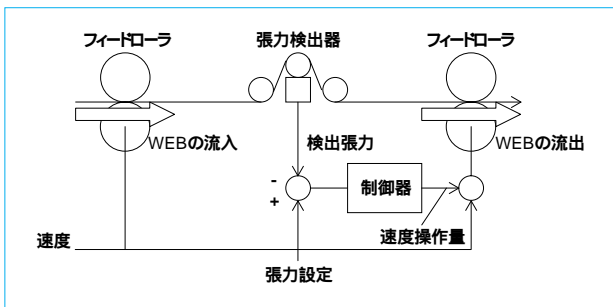 フィードローラ
張力検出器
フィードローラ
WEBの流入
検出張力
WEBの流出
-
+
制御器
速度
速度操作量
張力設定